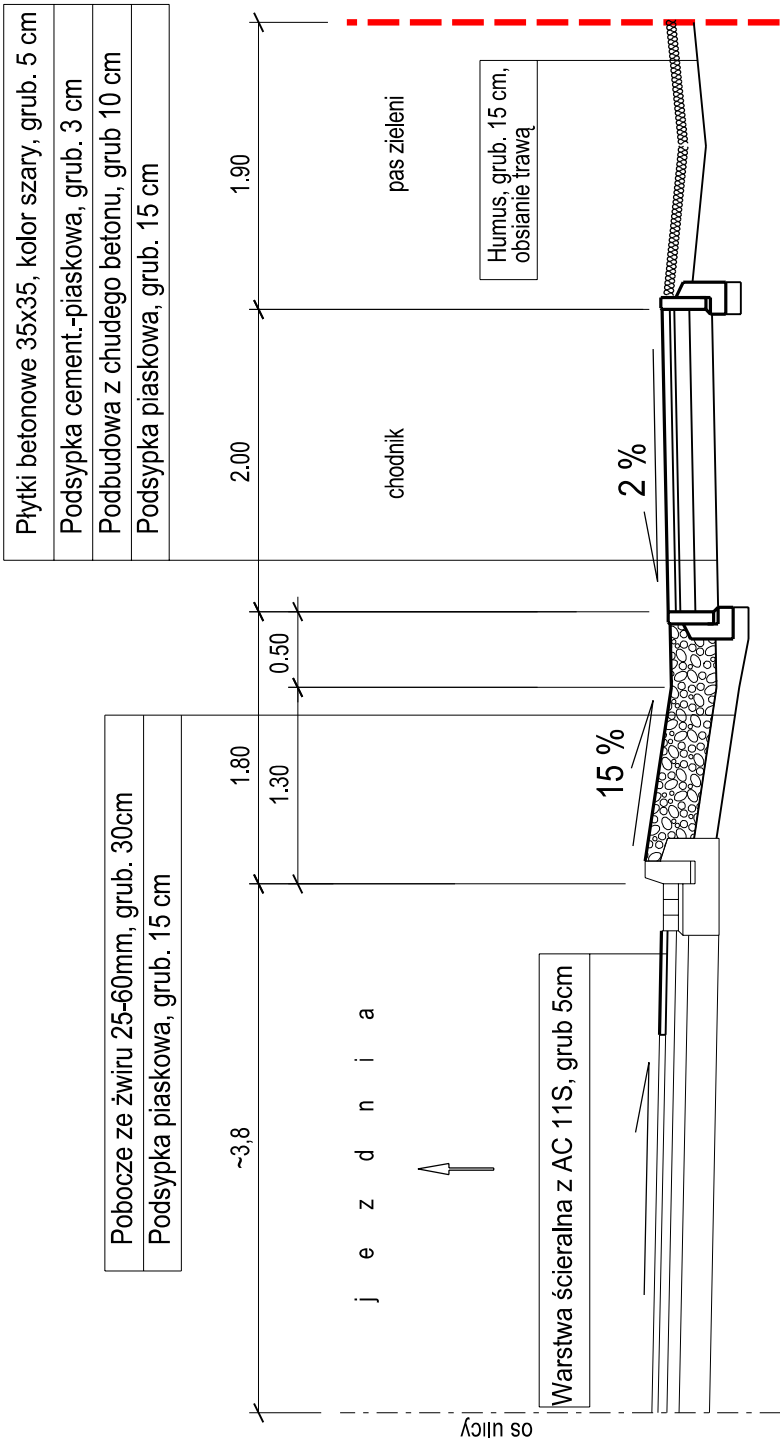 Płytki betonowe 35x35, kolor szary, grub. 5 cm
Podsypka cement.-piaskowa, grub. 3 cm
Podbudowa z chudego betonu, grub 10 cm
Podsypka piaskowa, grub. 15 cm
Pobocze ze żwiru 25-60mm, grub. 30cm
Podsypka piaskowa, grub. 15 cm
~3,8
1.80
2.00
1.90
1.30
0.50
jezdnia
chodnik
pas zieleni
Humus, grub. 15 cm,
obsianie trawą
Warstwa ścieralna z AC 11S, grub 5cm
15 %
2 %
os ulicy